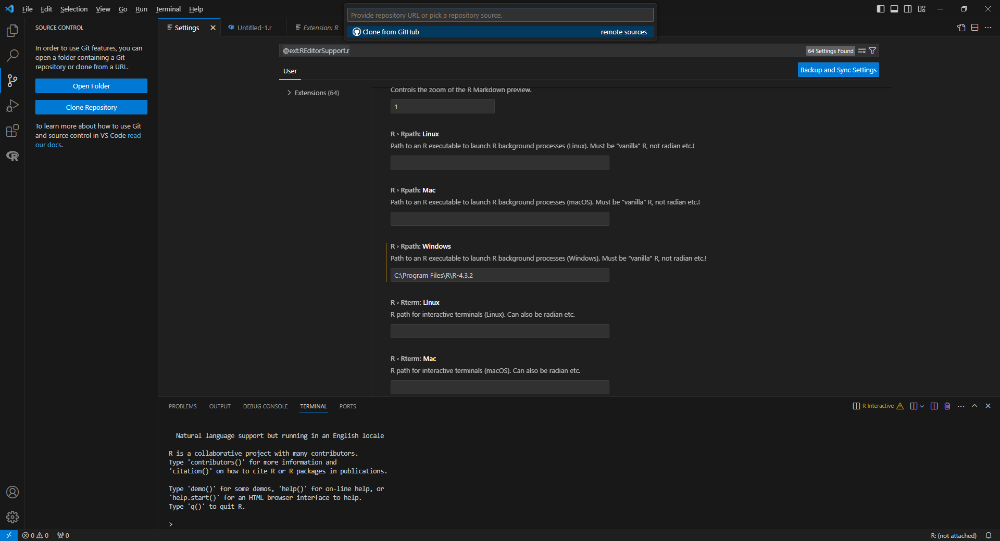 File Edit Selection View Go Run Terminal Help
Provide repository URL or pick a repository source.
Clone from GitHub remote sources
SOURCE CONTROL
In order to use Git features, you can
open a folder containing a Git
repository or clone from a URL.
Open Folder
Clone Repository
To learn more about how to use Git
and source control in VS Code read
our docs.
Settings Untitled-1.r Extension: R
@ext:REditorSupport.r 64 Settings Found
User Backup and Sync Settings
Extensions (64)
Controls the zoom of the R Markdown preview.
1
R › Rpath: Linux
Path to an R executable to launch R background processes (Linux). Must be "vanilla" R, not radian etc.!
R › Rpath: Mac
Path to an R executable to launch R background processes (macOS). Must be "vanilla" R, not radian etc.!
R › Rpath: Windows
Path to an R executable to launch R background processes (Windows). Must be "vanilla" R, not radian etc.!
C:\Program Files\R\R-4.3.2
R › Rterm: Linux
R path for interactive terminals (Linux). Can also be radian etc.
R › Rterm: Mac
R path for interactive terminals (macOS). Can also be radian etc.
PROBLEMS OUTPUT DEBUG CONSOLE TERMINAL PORTS R Interactive
Natural language support but running in an English locale
R is a collaborative project with many contributors.
Type 'contributors()' for more information and
'citation()' on how to cite R or R packages in publications.
Type 'demo()' for some demos, 'help()' for on-line help, or
'help.start()' for an HTML browser interface to help.
Type 'q()' to quit R.
>
0 0 0 R: (not attached)